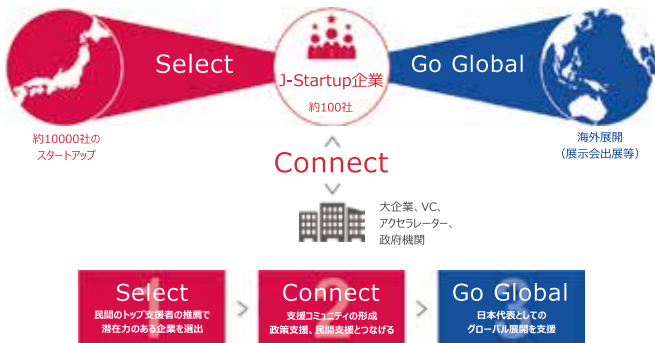 Select
J-Startup企業
約100社
Go Global
約10000社の
スタートアップ
海外展開
（展示会出展等）
Connect
大企業、VC、
アクセラレーター、
政府機関
1
Select
民間のトップ支援者の推薦で
潜在力のある企業を選出
2
Connect
支援コミュニティの形成
政策支援、民間支援とつなげる
3
Go Global
日本代表としての
グローバル展開を支援